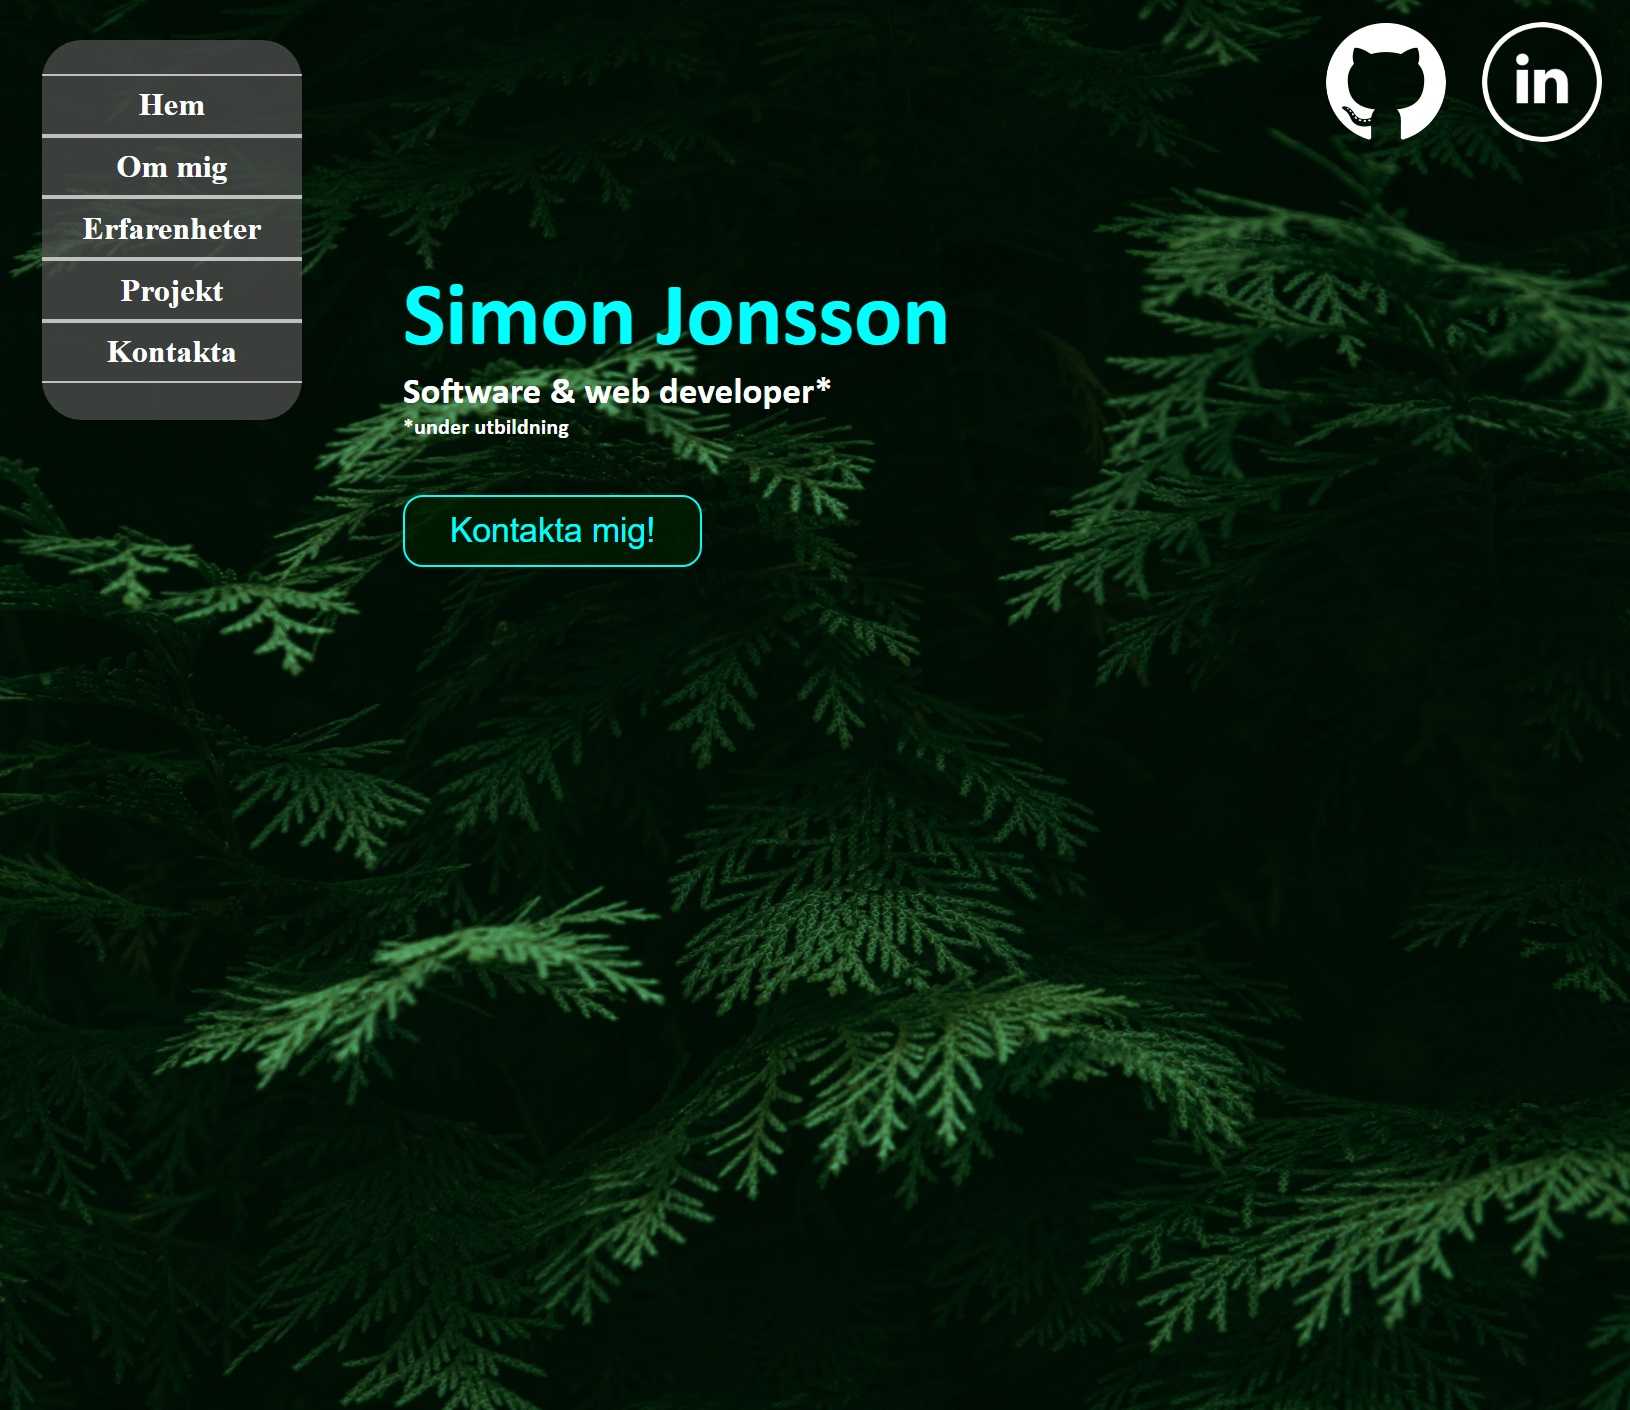 Hem
Om mig
Erfarenheter
Projekt
Kontakta
in
Simon Jonsson
Software & web developer*
*under utbildning
Kontakta mig!